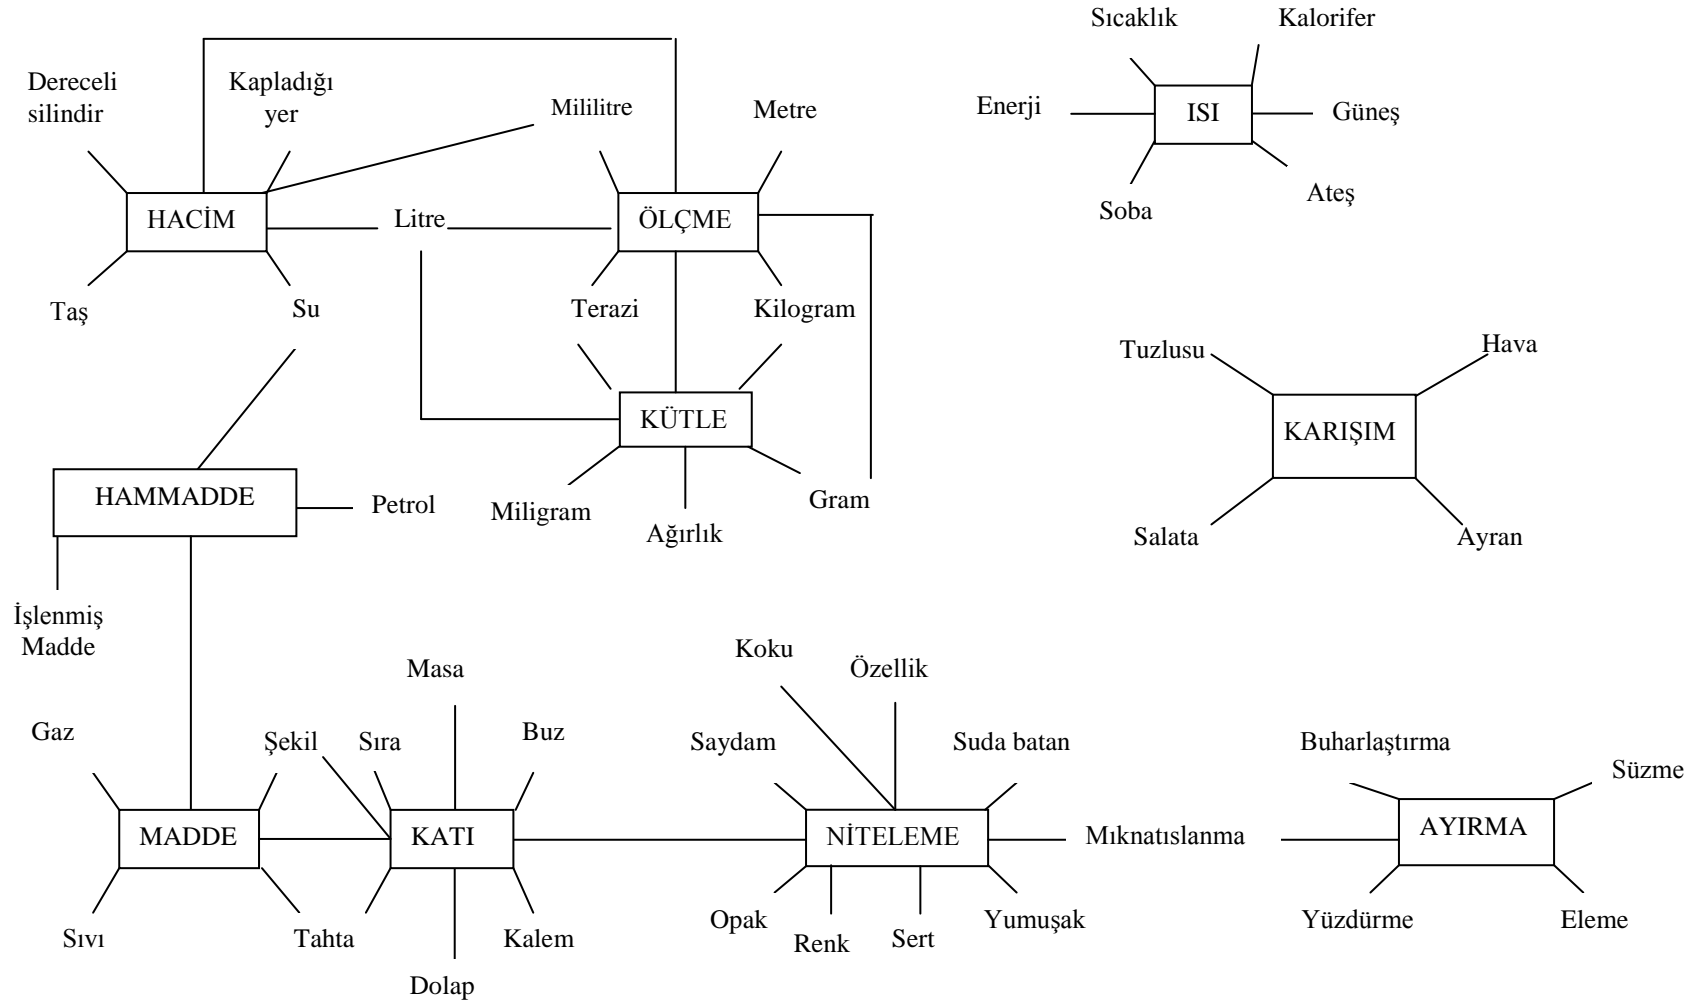 Sıcaklık
Kalorifer
Dereceli
silindir
Kapladığı
yer
Mililitre
Metre
Enerji
ISI
Güneş
Soba
Ateş
HACİM
Litre
ÖLÇME
Taş
Su
Terazi
Kilogram
Tuzlusu
Hava
KÜTLE
KARIŞIM
HAMMADDE
Petrol
Miligram
Ağırlık
Gram
Salata
Ayran
İşlenmiş
Madde
Masa
Koku
Özellik
Gaz
Şekil
Sıra
Buz
Saydam
Suda batan
Buharlaştırma
Süzme
MADDE
KATI
NİTELEME
Mıknatıslanma
AYIRMA
Sıvı
Tahta
Kalem
Dolap
Opak
Renk
Sert
Yumuşak
Yüzdürme
Eleme